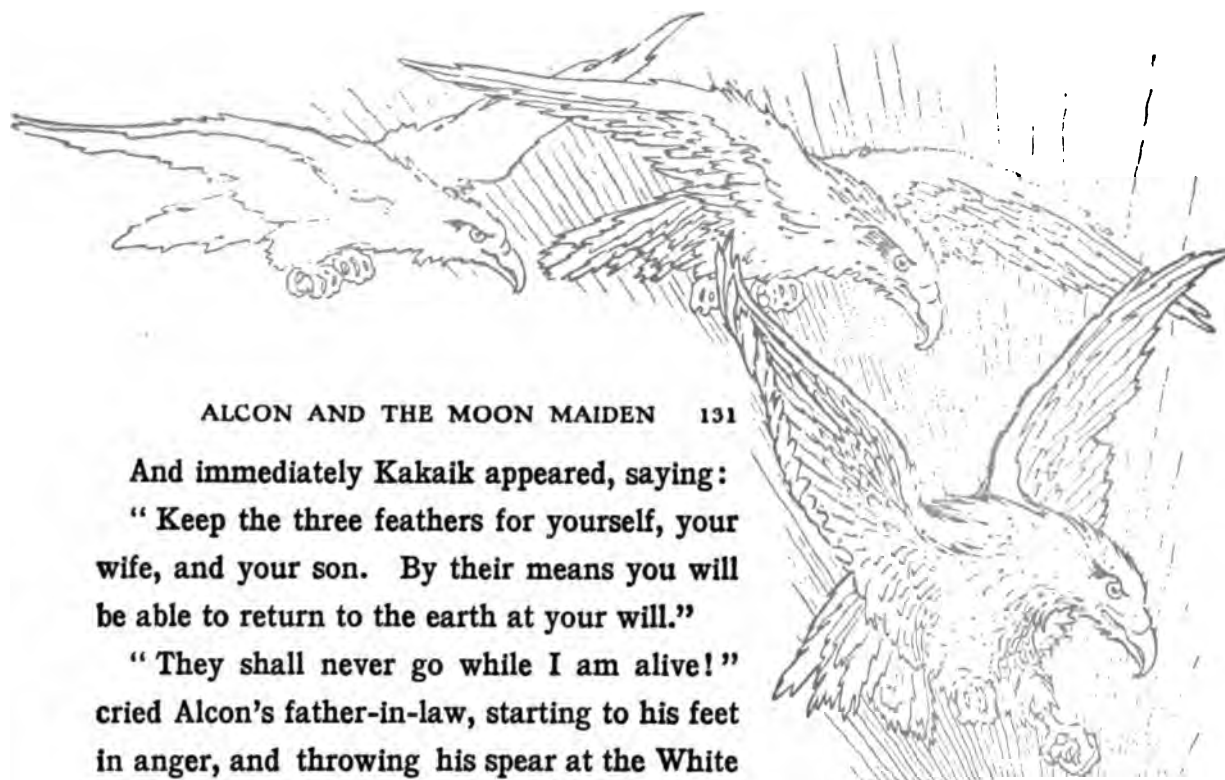 ALCON AND THE MOON MAIDEN 131
And immediately Kakaik appeared, saying:
" Keep the three feathers for yourself, your
wife, and your son. By their means you will
be able to return to the earth at your will."
" They shall never go while I am alive! "
cried Alcon's father-in-law, starting to his feet
in anger, and throwing his spear at the White